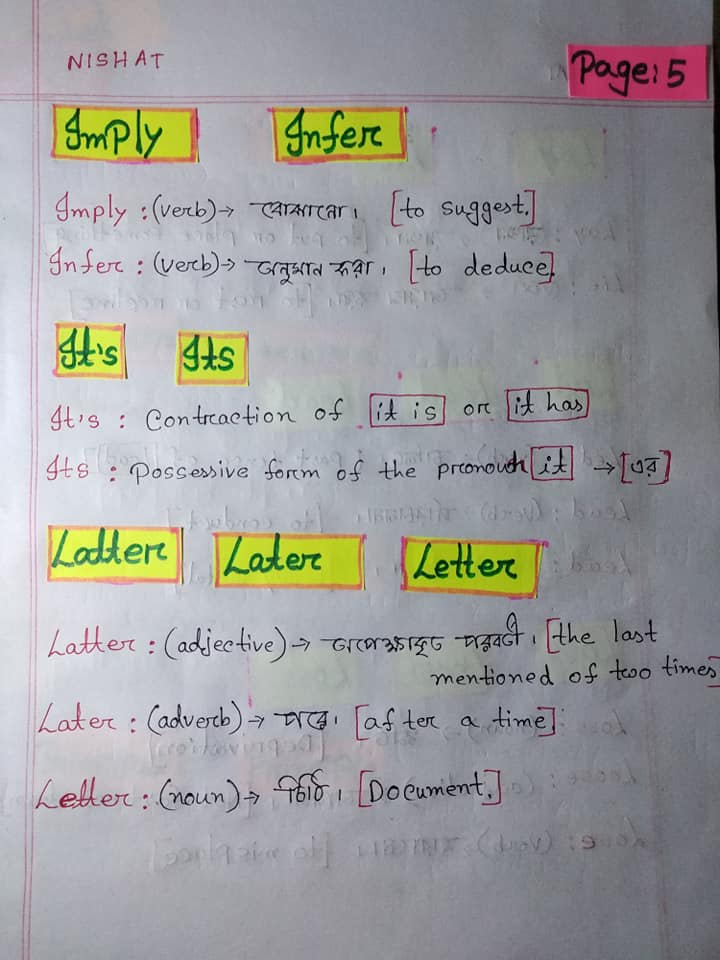 NISHAT
Page: 5
Imply Infer
Imply : (verb) → বোঝানো। [to suggest.]
Infer : (verb) → অনুমান করা। [to deduce]
It's Its
It's : Contraction of it is or it has
Its : Possessive form of the pronoun it → [এর]
Latter Later Letter
Latter : (adjective) → অপেক্ষাকৃত পরবর্তী। [the last
mentioned of two times]
Later : (adverb) → পরে। [after a time]
Letter : (noun) → চিঠি। [Document.]